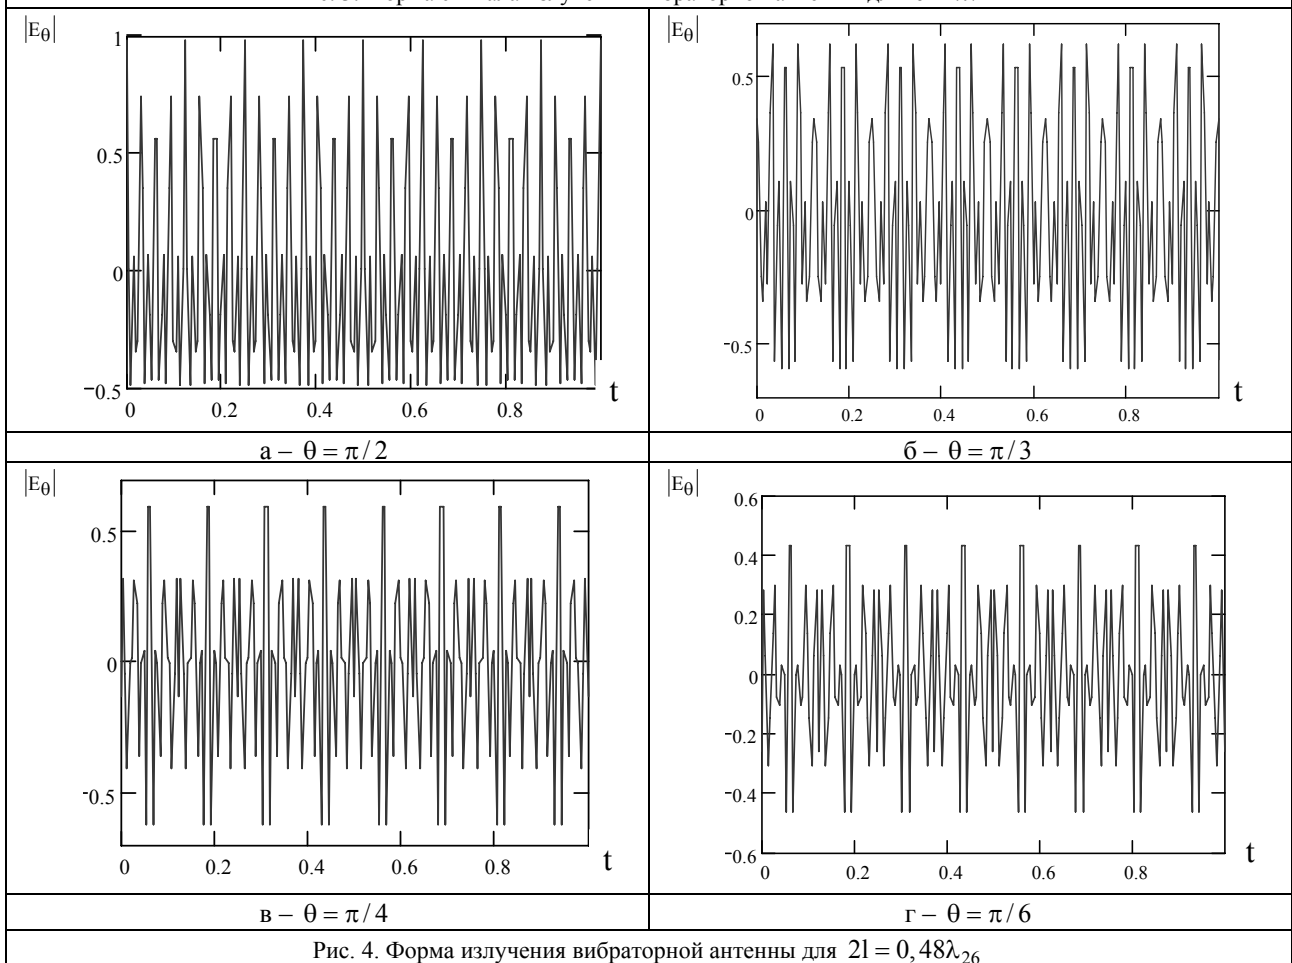 |Eθ|
1
0.5
0
−0.5
0 0.2 0.4 0.6 0.8
t
|Eθ|
0.5
0
−0.5
0 0.2 0.4 0.6 0.8
t
а – θ = π / 2
б – θ = π / 3
|Eθ|
0.5
0
−0.5
0 0.2 0.4 0.6 0.8
t
|Eθ|
0.6
0.4
0.2
0
−0.2
−0.4
−0.6
0 0.2 0.4 0.6 0.8
t
в – θ = π / 4
г – θ = π / 6
Рис. 4. Форма излучения вибраторной антенны для 2l = 0,48λ26